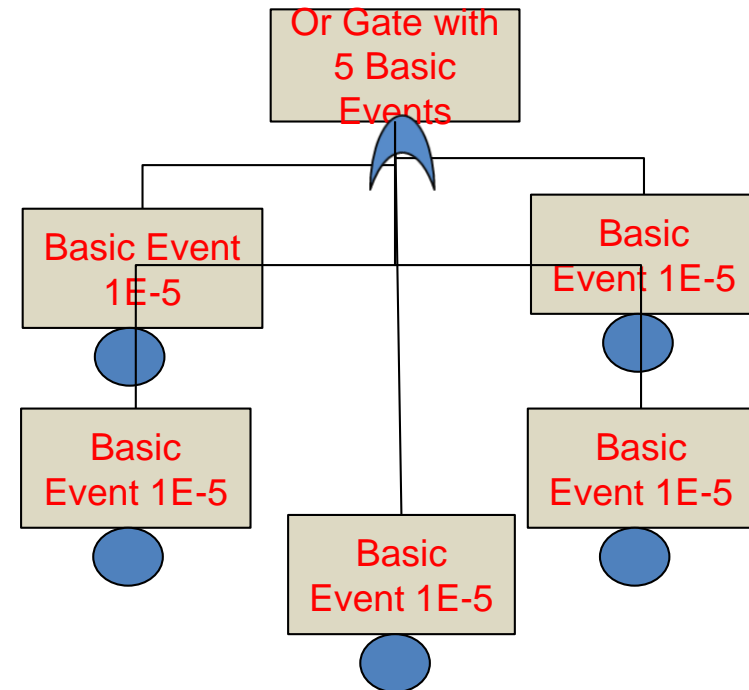 Or Gate with
5 Basic
Events
Basic Event
1E-5
Basic
Event 1E-5
Basic
Event 1E-5
Basic
Event 1E-5
Basic
Event 1E-5